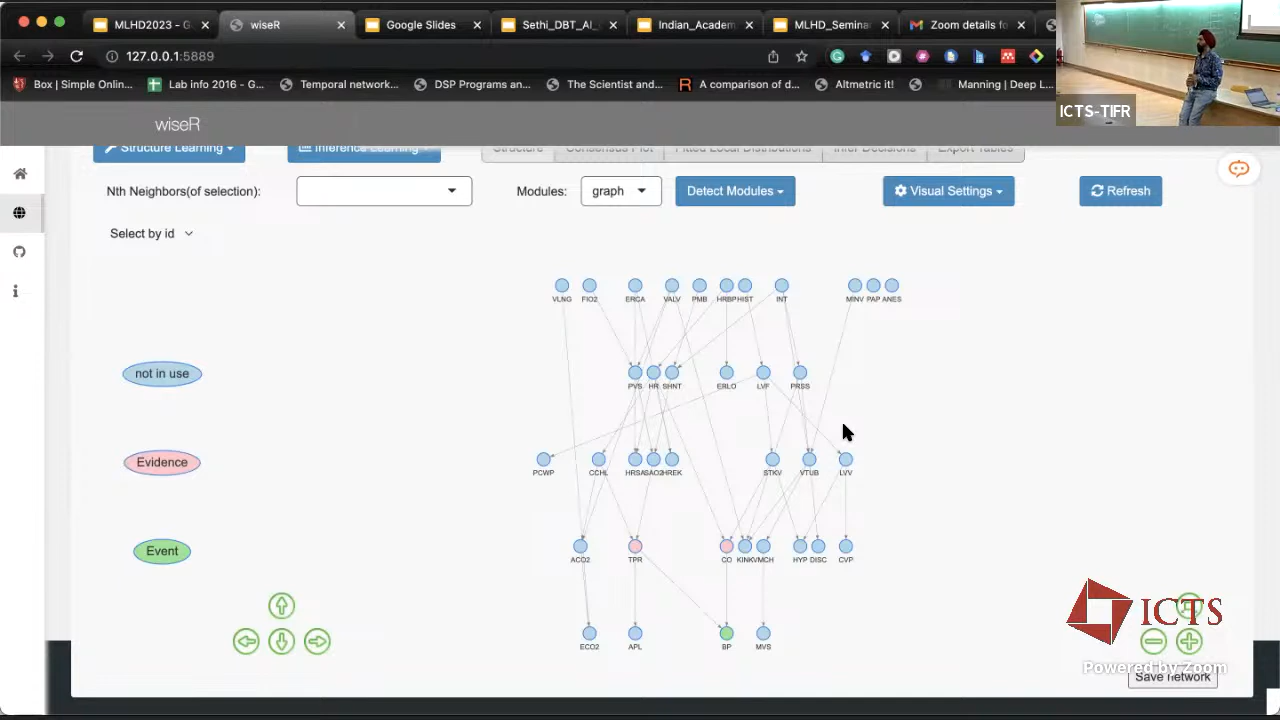 MLHD2023 - G...
wiseR
Google Slides
Sethi_DBT_AI_...
Indian_Academ
MLHD_Semina
Zoom details fo
127.0.0.1:5889
Box | Simple Onlin...
Lab info 2016 - G...
Temporal network...
DSP Programs an...
The Scientist and...
A comparison of d...
Altmetric it!
Manning | Deep L...
ICTS-TIFR
wiseR
Structure Learning
Inference Learning
Structure
Consensus Plot
Fitted Local Distributions
Infer Decisions
Export Tables
Nth Neighbors(of selection):
Modules:
graph
Detect Modules
Visual Settings
Refresh
Select by id
VLNG FIO2 ERCA VALV PMB HRBP HIST INT MINV PAP ANES
not in use
PVS HR SHNT ERLO LVF PRSS
Evidence
PCWP CCHL HRSA SAO2 HREK STKV VTUB LVV
Event
ACO2 TPR CO KINK VMCH HYP DISC CVP
ICTS
ECO2 APL BP MVS
Powered by Zoom
Save network